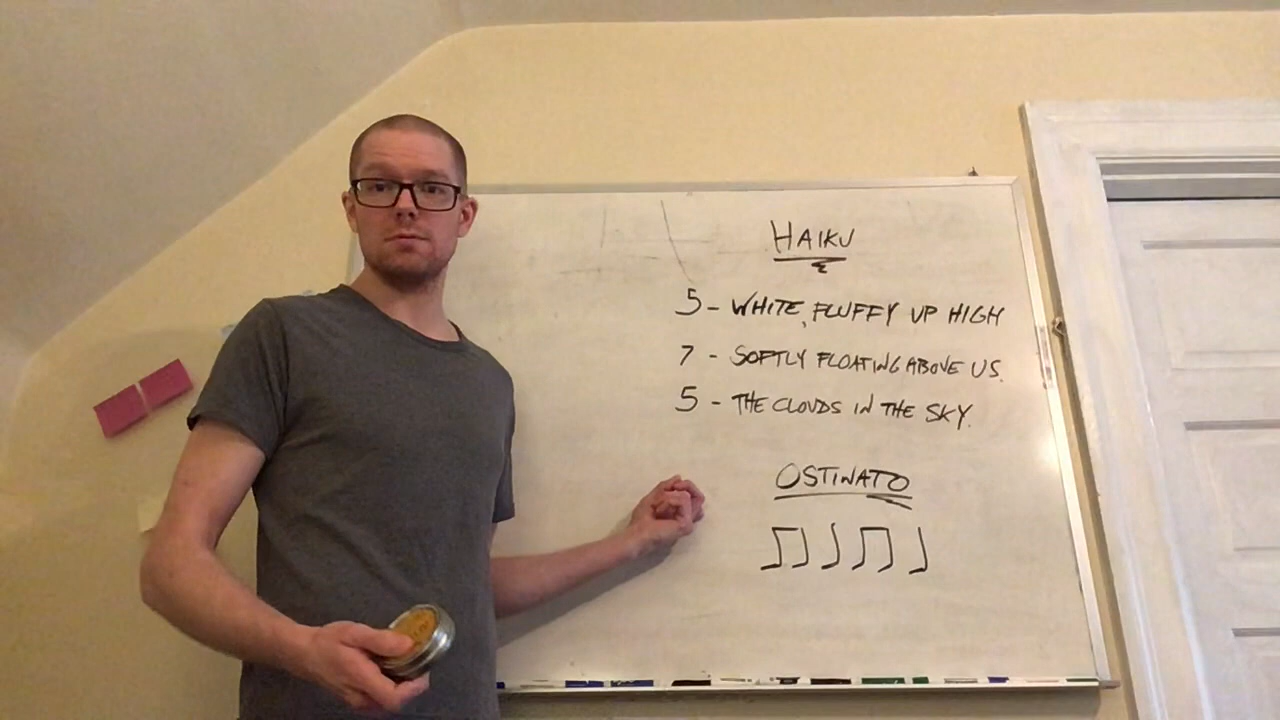 HAIKU
5 - WHITE, FLUFFY UP HIGH
7 - SOFTLY FLOATING ABOVE US.
5 - THE CLOUDS IN THE SKY.
OSTINATO